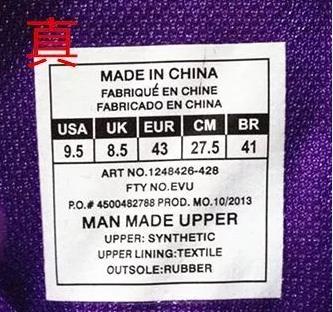 真
MADE IN CHINA
FABRIQUÉ EN CHINE
FABRICADO EN CHINA
USA UK EUR CM BR
9.5 8.5 43 27.5 41
ART NO.1248426-428
FTY NO.EVU
P.O.# 4500482788 PROD. MO.10/2013
MAN MADE UPPER
UPPER: SYNTHETIC
UPPER LINING:TEXTILE
OUTSOLE:RUBBER